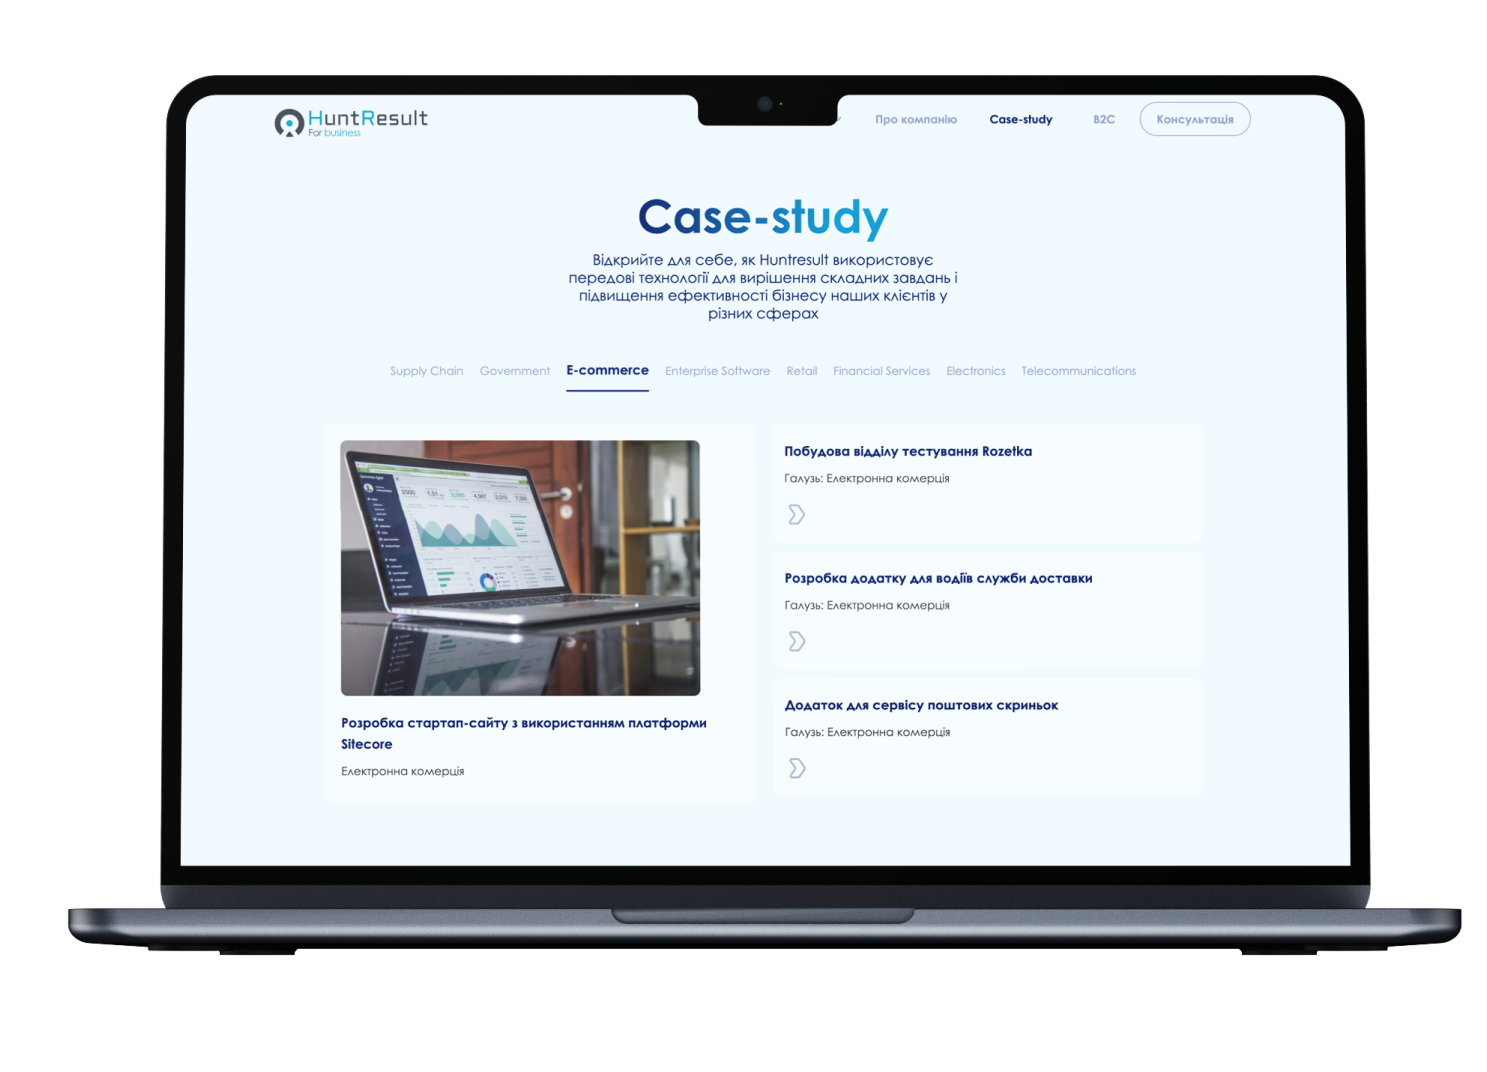 HuntResult
For business
Про компанію
Case-study
B2C
Консультація
Case-study
Відкрийте для себе, як Huntresult використовує
передові технології для вирішення складних завдань і
підвищення ефективності бізнесу наших клієнтів у
різних сферах
Supply Chain
Government
E-commerce
Enterprise Software
Retail
Financial Services
Electronics
Telecommunications
Розробка стартап-сайту з використанням платформи
Sitecore
Електронна комерція
Побудова відділу тестування Rozetka
Галузь: Електронна комерція
Розробка додатку для водіїв служби доставки
Галузь: Електронна комерція
Додаток для сервісу поштових скриньок
Галузь: Електронна комерція